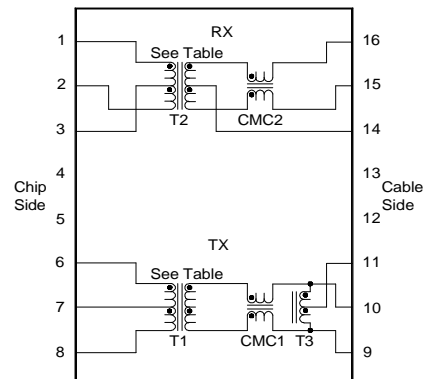 RX
1
16
See Table
2
15
T2
CMC2
3
14
4
13
Chip
Side
Cable
Side
5
12
TX
6
11
See Table
7
10
T1
CMC1
T3
8
9